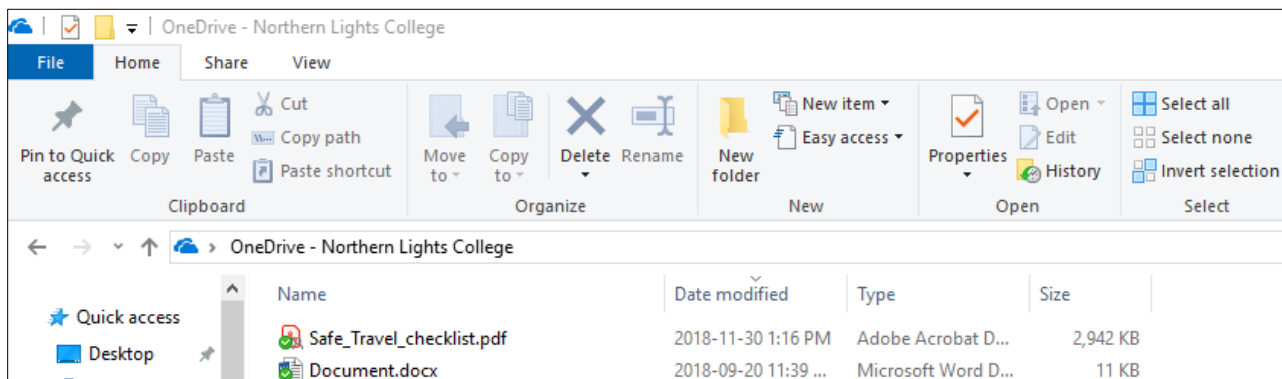 OneDrive - Northern Lights College
File Home Share View
Pin to Quick access
Copy
Paste
Cut
Copy path
Paste shortcut
Clipboard
Move to
Copy to
Delete
Rename
Organize
New folder
New item
Easy access
New
Properties
Open
Edit
History
Open
Select all
Select none
Invert selection
Select
OneDrive - Northern Lights College
Name Date modified Type Size
Quick access
Desktop
Safe_Travel_checklist.pdf 2018-11-30 1:16 PM Adobe Acrobat D... 2,942 KB
Document.docx 2018-09-20 11:39 ... Microsoft Word D... 11 KB